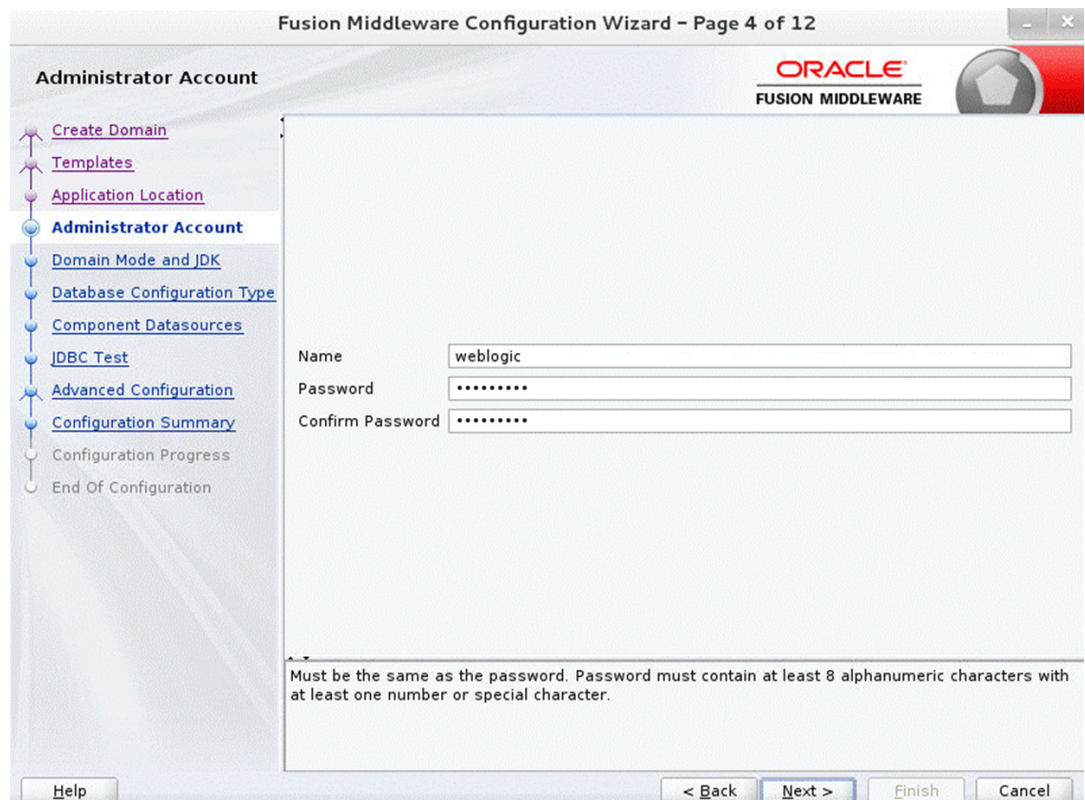 Fusion Middleware Configuration Wizard – Page 4 of 12
Administrator Account
ORACLE
FUSION MIDDLEWARE
Create Domain
Templates
Application Location
Administrator Account
Domain Mode and JDK
Database Configuration Type
Component Datasources
JDBC Test
Advanced Configuration
Configuration Summary
Configuration Progress
End Of Configuration
Name weblogic
Password •••••••••
Confirm Password •••••••••
Must be the same as the password. Password must contain at least 8 alphanumeric characters with
at least one number or special character.
Help < Back Next > Finish Cancel